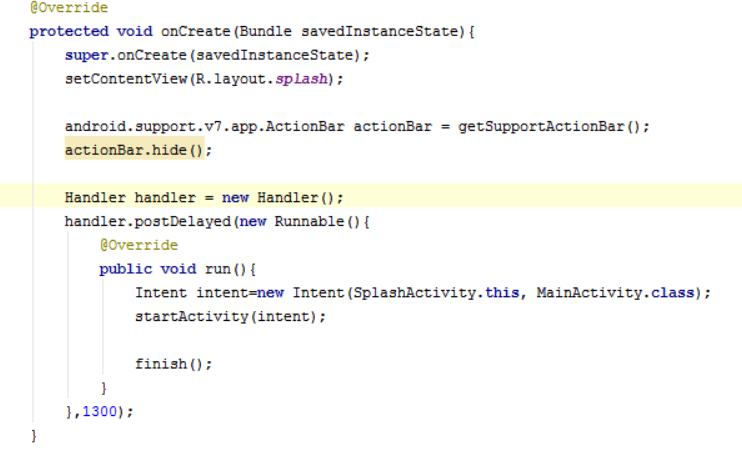 @Override
protected void onCreate(Bundle savedInstanceState){
super.onCreate(savedInstanceState);
setContentView(R.layout.splash);
android.support.v7.app.ActionBar actionBar = getSupportActionBar();
actionBar.hide();
Handler handler = new Handler();
handler.postDelayed(new Runnable(){
@Override
public void run(){
Intent intent=new Intent(SplashActivity.this, MainActivity.class);
startActivity(intent);
finish();
}
},1300);
}